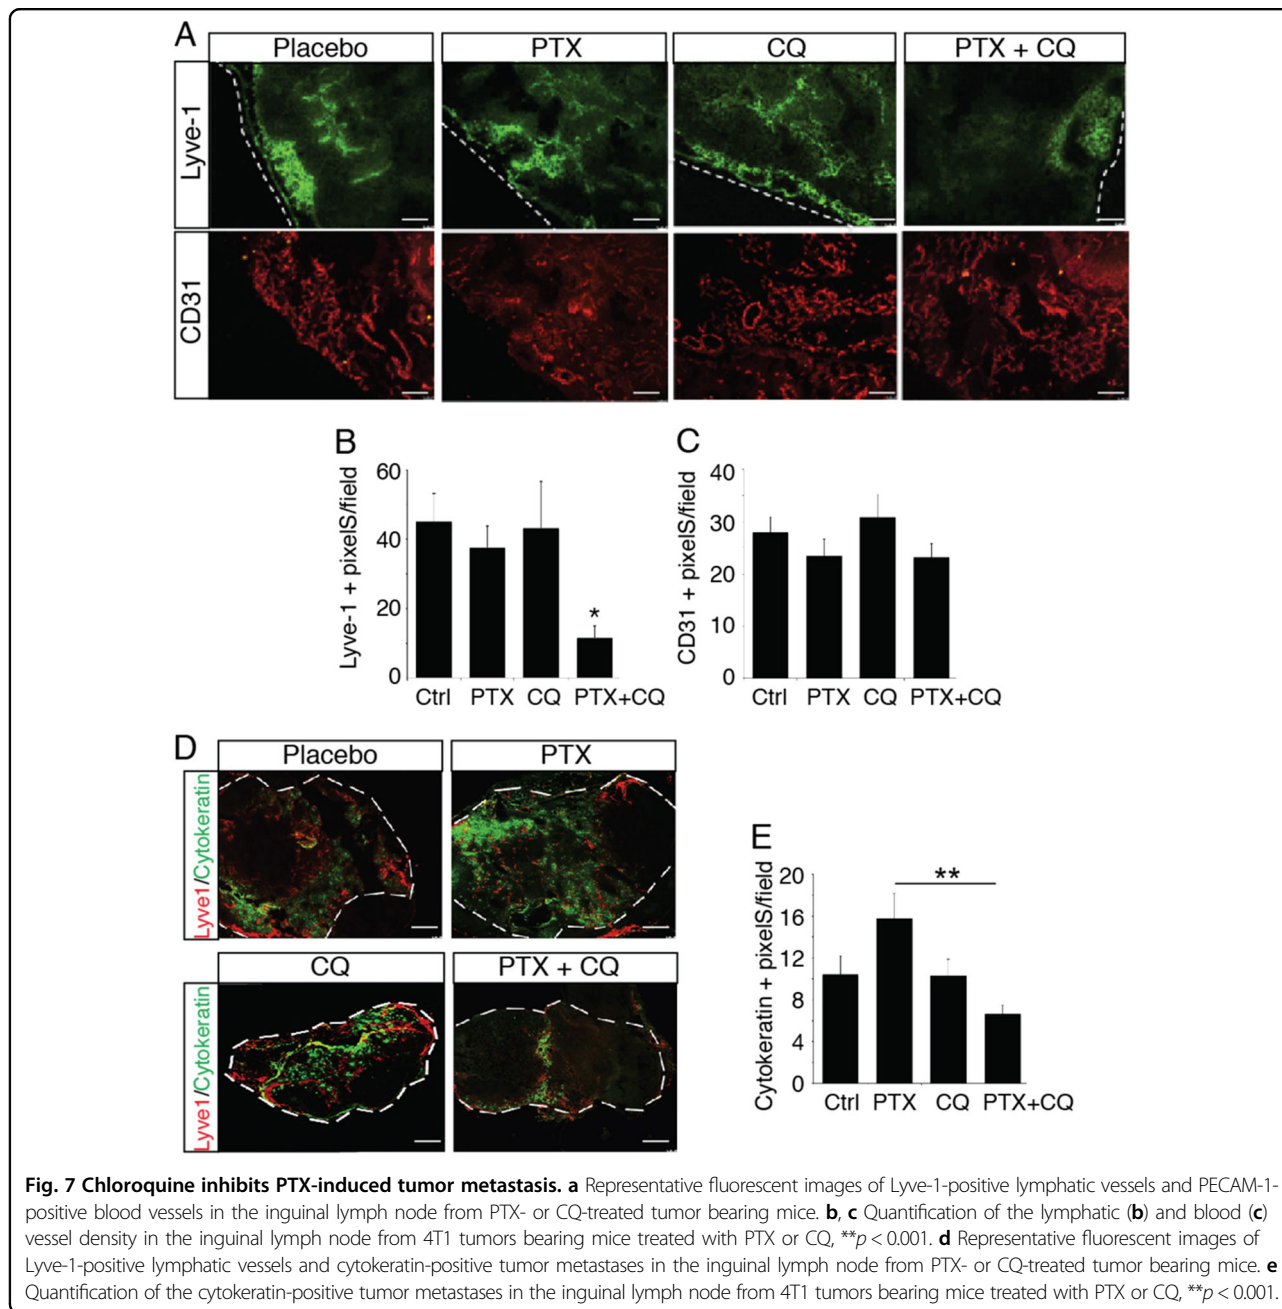 A
Placebo
PTX
CQ
PTX + CQ
Lyve-1
CD31
B
Lyve-1 + pixelS/field
60
40
20
0
*
Ctrl
PTX
CQ
PTX+CQ
C
CD31 + pixelS/field
40
30
20
10
0
Ctrl
PTX
CQ
PTX+CQ
D
Placebo
PTX
Lyve1/Cytokeratin
CQ
PTX + CQ
Lyve1/Cytokeratin
E
Cytokeratin + pixelS/field
20
16
12
8
4
0
**
Ctrl
PTX
CQ
PTX+CQ
Fig. 7 Chloroquine inhibits PTX-induced tumor metastasis. a Representative fluorescent images of Lyve-1-positive lymphatic vessels and PECAM-1-
positive blood vessels in the inguinal lymph node from PTX- or CQ-treated tumor bearing mice. b, c Quantification of the lymphatic (b) and blood (c)
vessel density in the inguinal lymph node from 4T1 tumors bearing mice treated with PTX or CQ, **p < 0.001. d Representative fluorescent images of
Lyve-1-positive lymphatic vessels and cytokeratin-positive tumor metastases in the inguinal lymph node from PTX- or CQ-treated tumor bearing mice. e
Quantification of the cytokeratin-positive tumor metastases in the inguinal lymph node from 4T1 tumors bearing mice treated with PTX or CQ, **p < 0.001.